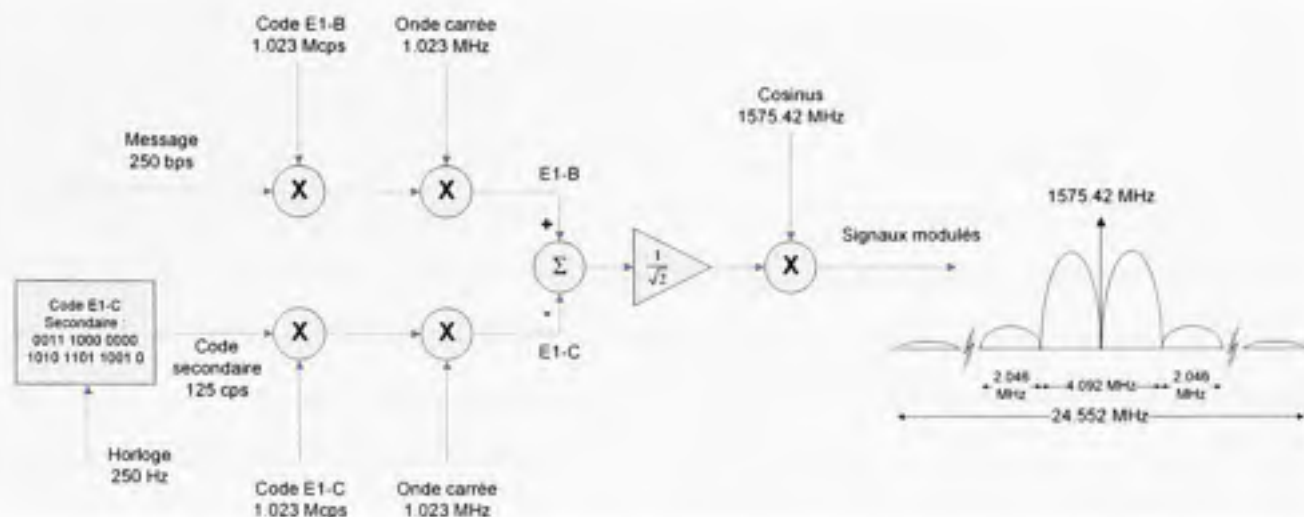 Code E1-B
1.023 Mcps
Onde carrée
1.023 MHz
Cosinus
1575.42 MHz
Message
250 bps
X
X
E1-B
+
Σ
1
√2
X
Signaux modulés
1575.42 MHz
-
E1-C
Code E1-C
Secondaire :
0011 1000 0000
1010 1101 1001 0
X
X
Code
secondaire
125 cps
Horloge
250 Hz
Code E1-C
1.023 Mcps
Onde carrée
1.023 MHz
2.046
MHz
4.092 MHz
2.046
MHz
24.552 MHz